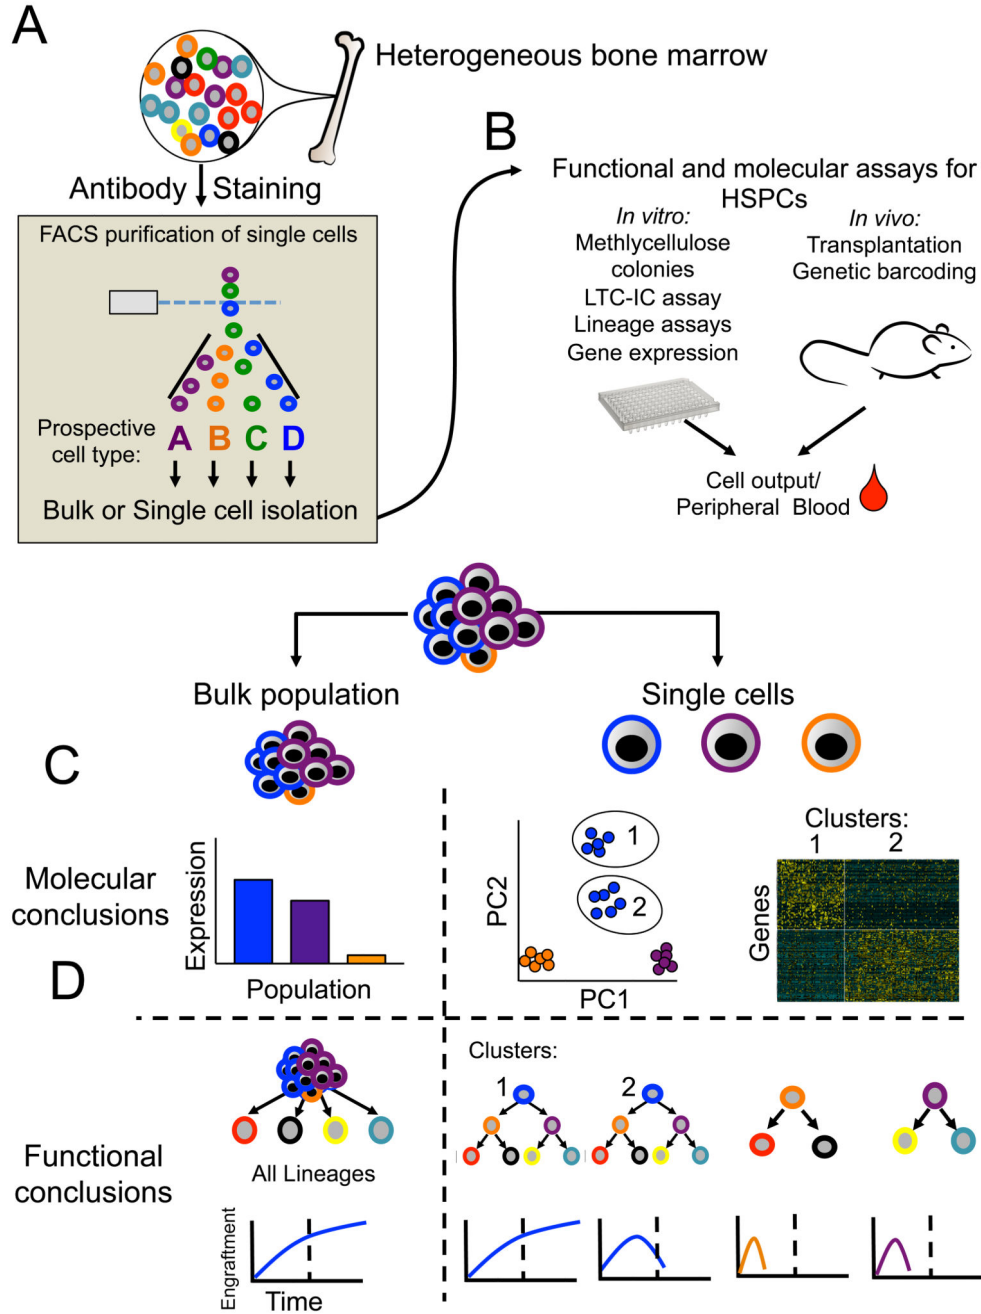 A
Heterogeneous bone marrow
Antibody Staining
FACS purification of single cells
Prospective
cell type:
A B C D
Bulk or Single cell isolation
B
Functional and molecular assays for
HSPCs
In vitro:
Methlycellulose
colonies
LTC-IC assay
Lineage assays
Gene expression
In vivo:
Transplantation
Genetic barcoding
Cell output/
Peripheral Blood
Bulk population
Single cells
C
Molecular
conclusions
Expression
Population
PC2
1
2
PC1
Clusters:
1 2
Genes
D
Functional
conclusions
All Lineages
Engraftment
Time
Clusters:
1 2